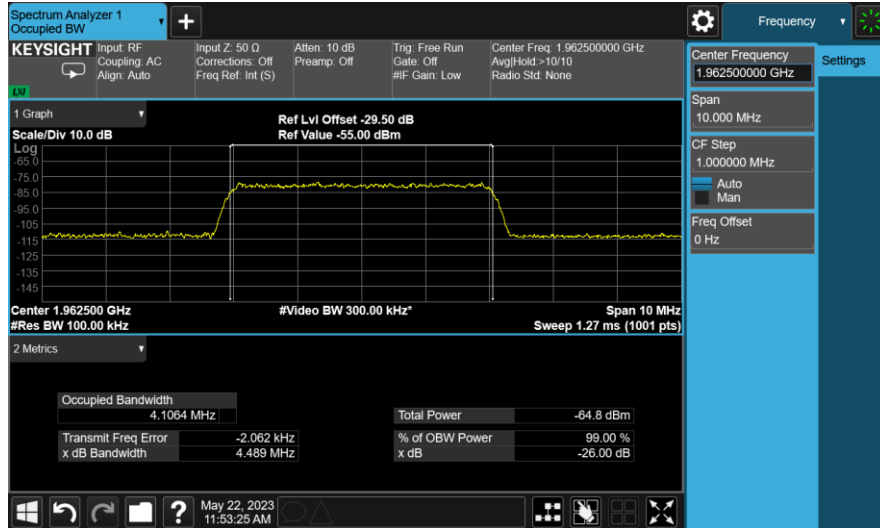 Spectrum Analyzer 1
Occupied BW
+
Frequency
KEYSIGHT
Input: RF
Coupling: AC
Align: Auto
Input Z: 50 Ω
Corrections: Off
Freq Ref: Int (S)
Atten: 10 dB
Preamp: Off
Trig: Free Run
Gate: Off
#IF Gain: Low
Center Freq: 1.962500000 GHz
Avg|Hold:>10/10
Radio Std: None
LXI
Center Frequency
1.962500000 GHz
Settings
Span
10.000 MHz
CF Step
1.000000 MHz
Auto
Man
Freq Offset
0 Hz
1 Graph
Scale/Div 10.0 dB
Ref Lvl Offset -29.50 dB
Ref Value -55.00 dBm
Log
-65.0
-75.0
-85.0
-95.0
-105
-115
-125
-135
-145
Center 1.962500 GHz
#Video BW 300.00 kHz*
Span 10 MHz
#Res BW 100.00 kHz
Sweep 1.27 ms (1001 pts)
2 Metrics
Occupied Bandwidth
4.1064 MHz
Total Power -64.8 dBm
Transmit Freq Error -2.062 kHz
% of OBW Power 99.00 %
x dB Bandwidth 4.489 MHz
x dB -26.00 dB
?
May 22, 2023
11:53:25 AM